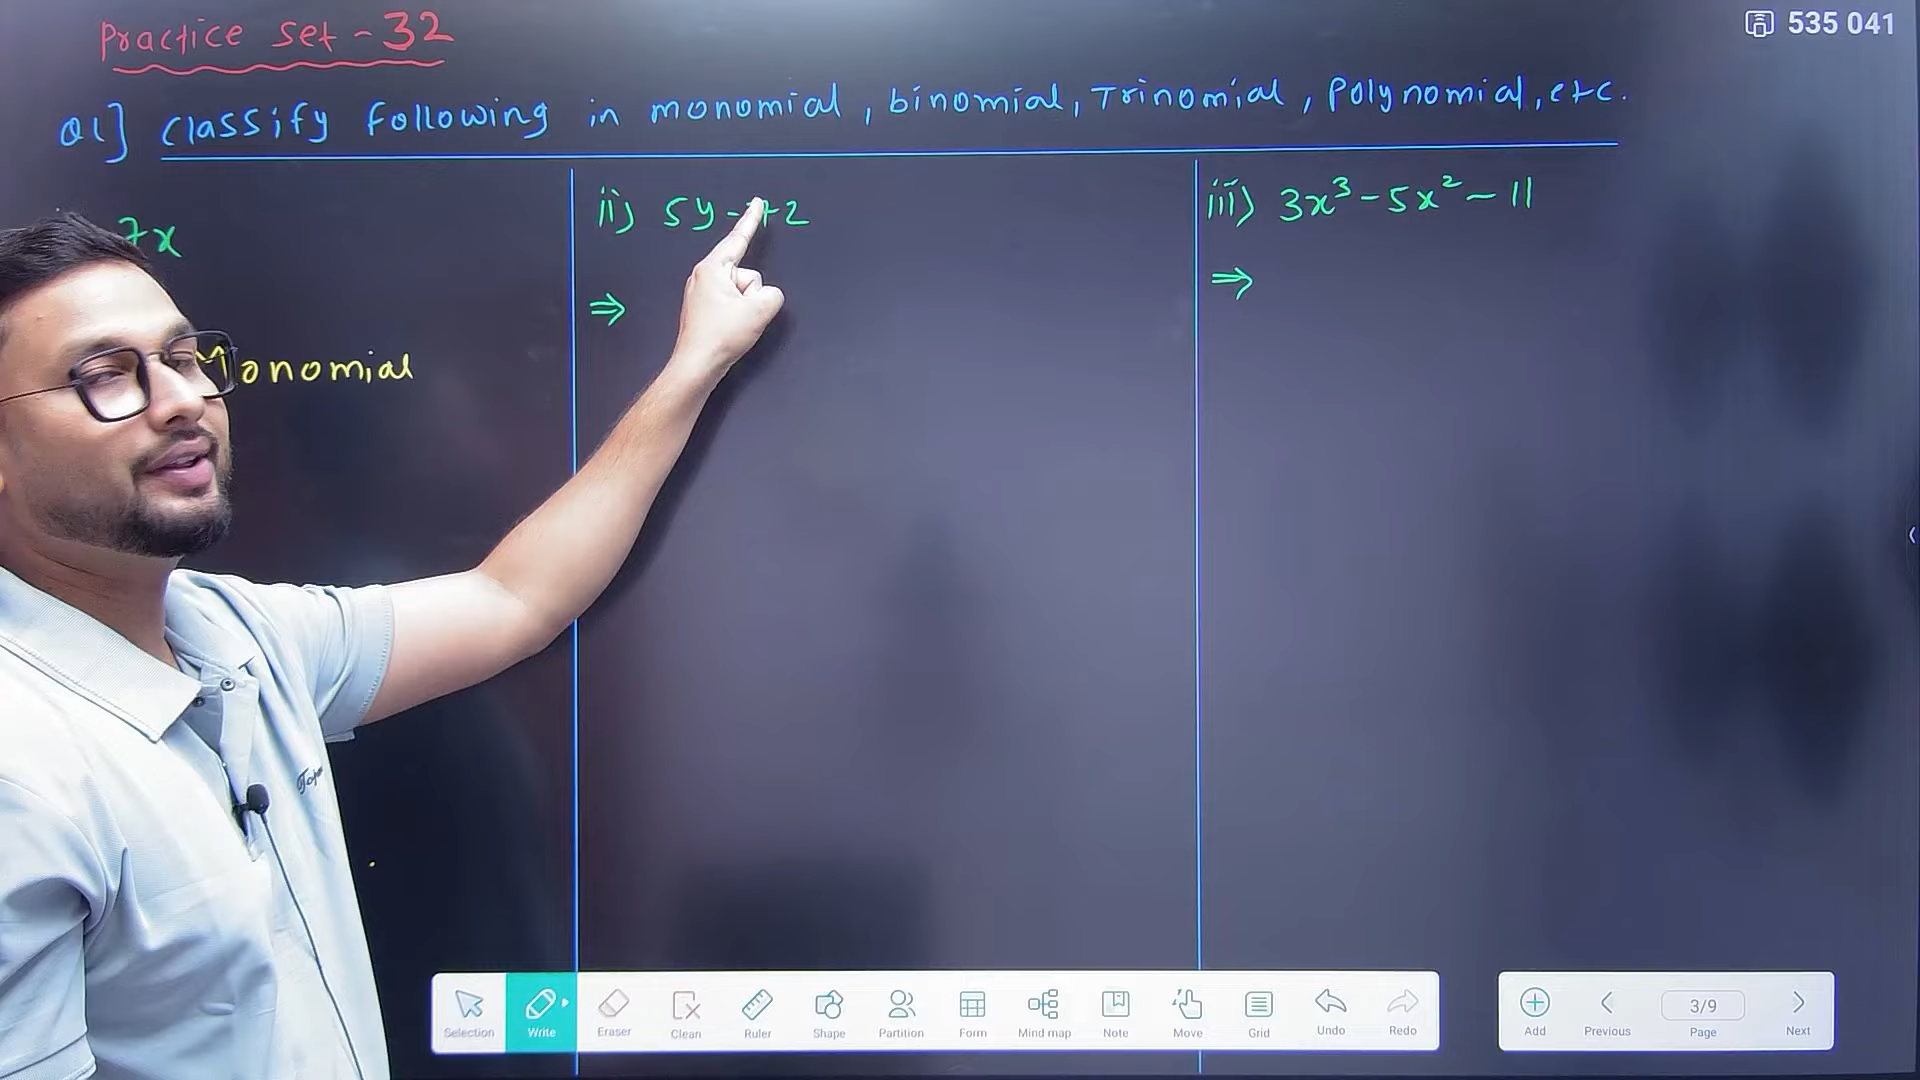 Practice set - 32
535 041
Q1] Classify following in monomial, binomial, Trinomial, Polynomial, etc.
7x
Monomial
ii) 5y - z
⇒
iii) 3x³ - 5x² - 11
⇒
Selection
Write
Eraser
Clean
Ruler
Shape
Partition
Form
Mind map
Note
Move
Grid
Undo
Redo
Add
Previous
3/9
Page
Next